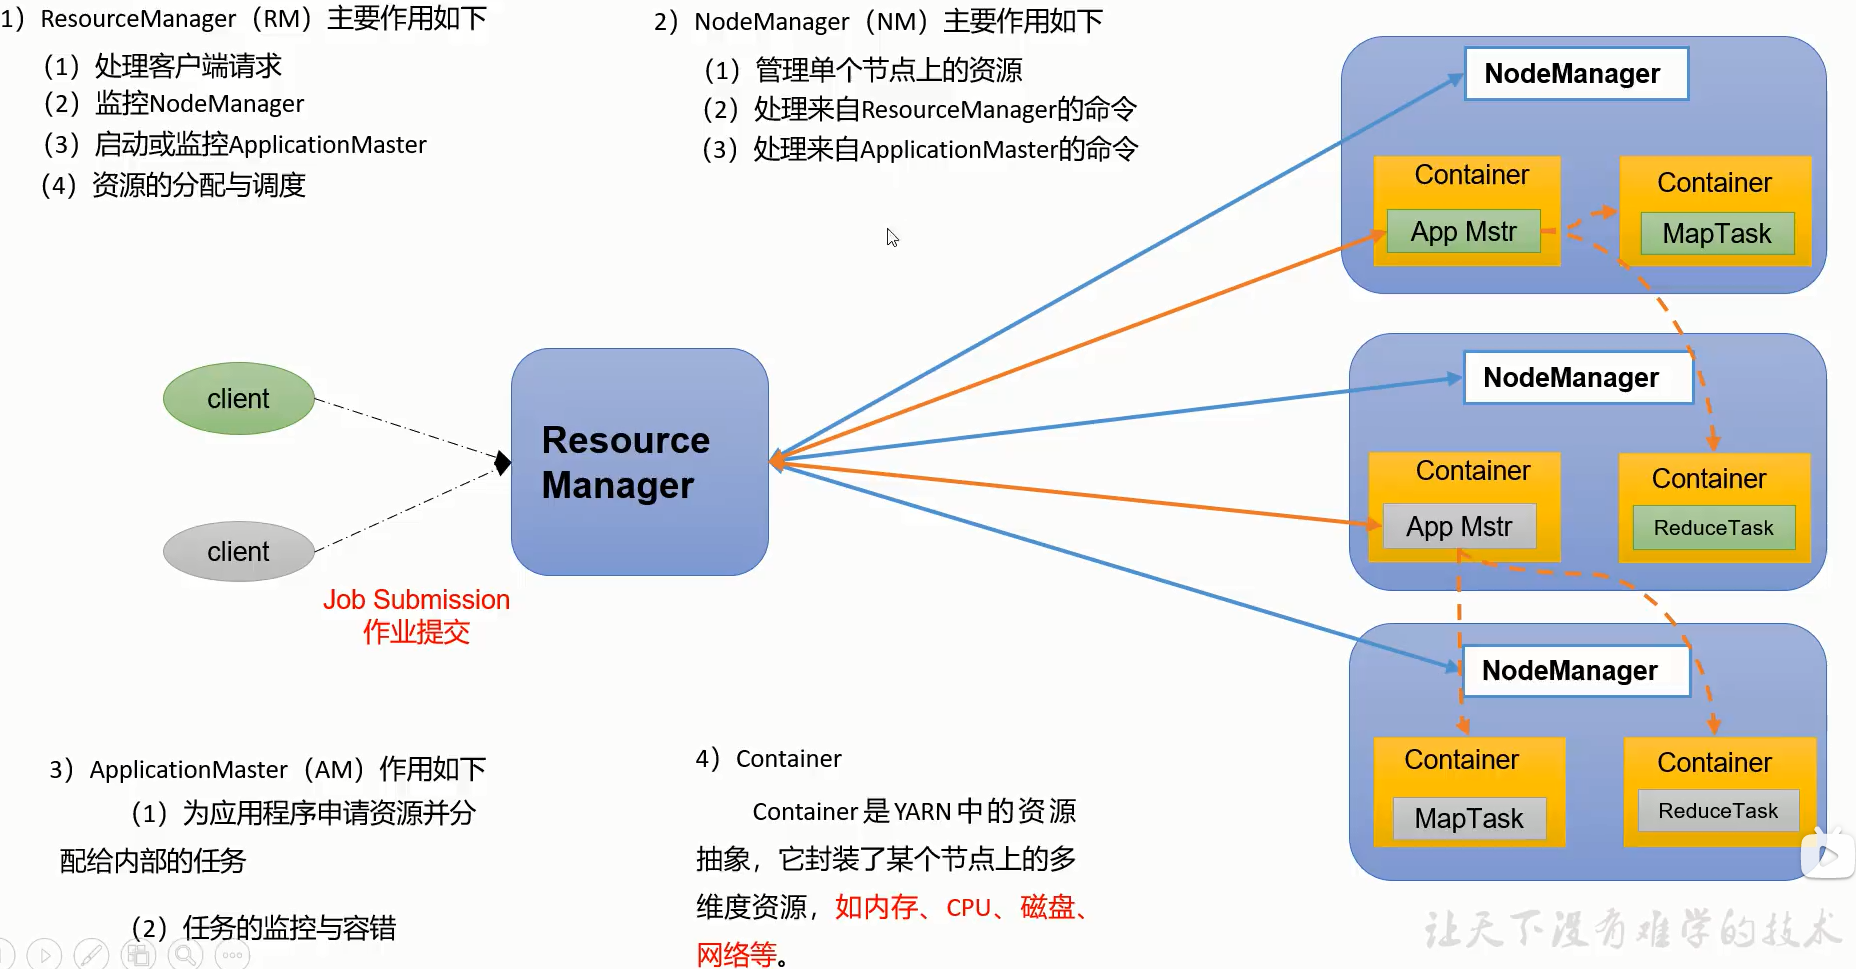 1）ResourceManager（RM）主要作用如下
（1）处理客户端请求
（2）监控NodeManager
（3）启动或监控ApplicationMaster
（4）资源的分配与调度
2）NodeManager（NM）主要作用如下
（1）管理单个节点上的资源
（2）处理来自ResourceManager的命令
（3）处理来自ApplicationMaster的命令
NodeManager
Container
App Mstr
Container
MapTask
client
client
Job Submission
作业提交
Resource
Manager
NodeManager
Container
App Mstr
Container
ReduceTask
NodeManager
Container
MapTask
Container
ReduceTask
3）ApplicationMaster（AM）作用如下
（1）为应用程序申请资源并分
配给内部的任务
（2）任务的监控与容错
4）Container
Container是YARN中的资源
抽象，它封装了某个节点上的多
维度资源，如内存、CPU、磁盘、
网络等。
让天下没有难学的技术